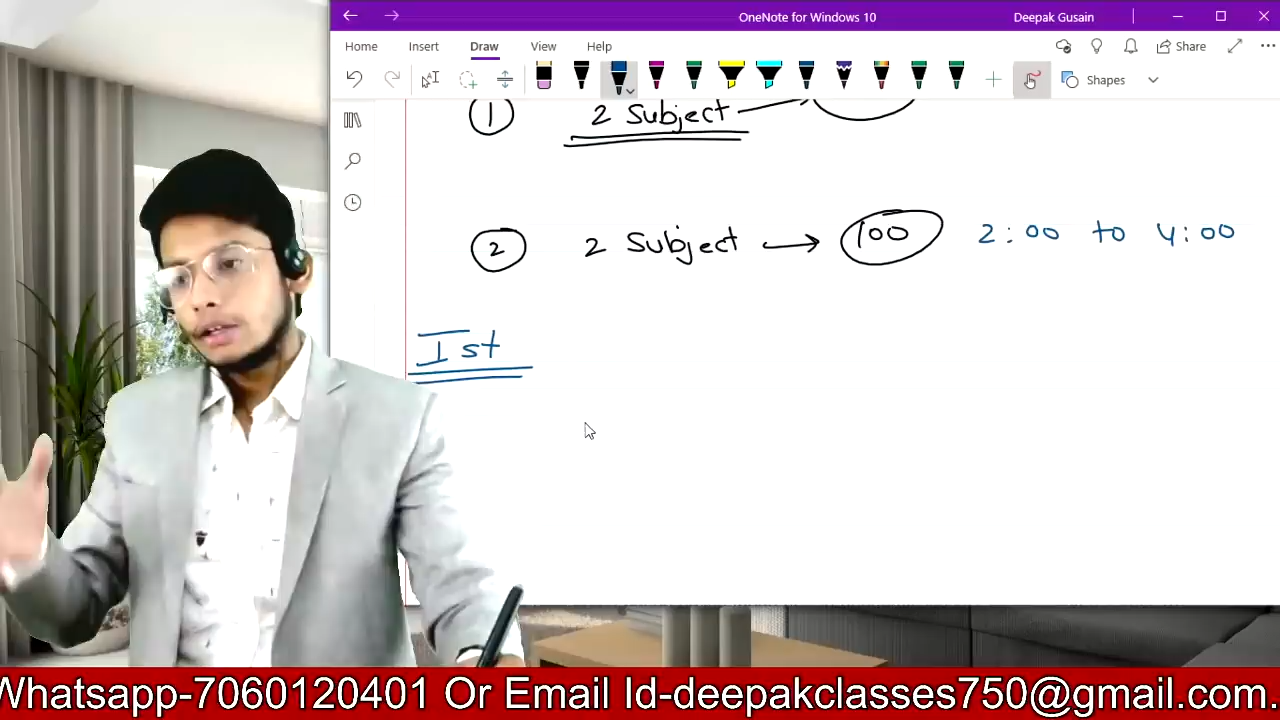 OneNote for Windows 10 Deepak Gusain
Home Insert Draw View Help Share
Shapes
1 2 Subject
2 2 Subject → 100 2:00 to 4:00
Ist
Whatsapp-7060120401 Or Email Id-deepakclasses750@gmail.com.